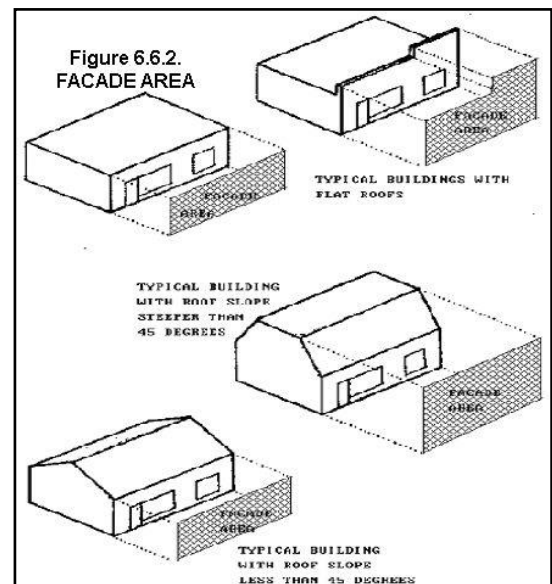 Figure 6.6.2.
FACADE AREA
FACADE
AREA
FACADE
AREA
TYPICAL BUILDINGS WITH
FLAT ROOFS
TYPICAL BUILDING
WITH ROOF SLOPE
STEEPER THAN
45 DEGREES
FACADE
AREA
FACADE
AREA
TYPICAL BUILDING
WITH ROOF SLOPE
LESS THAN 45 DEGREES